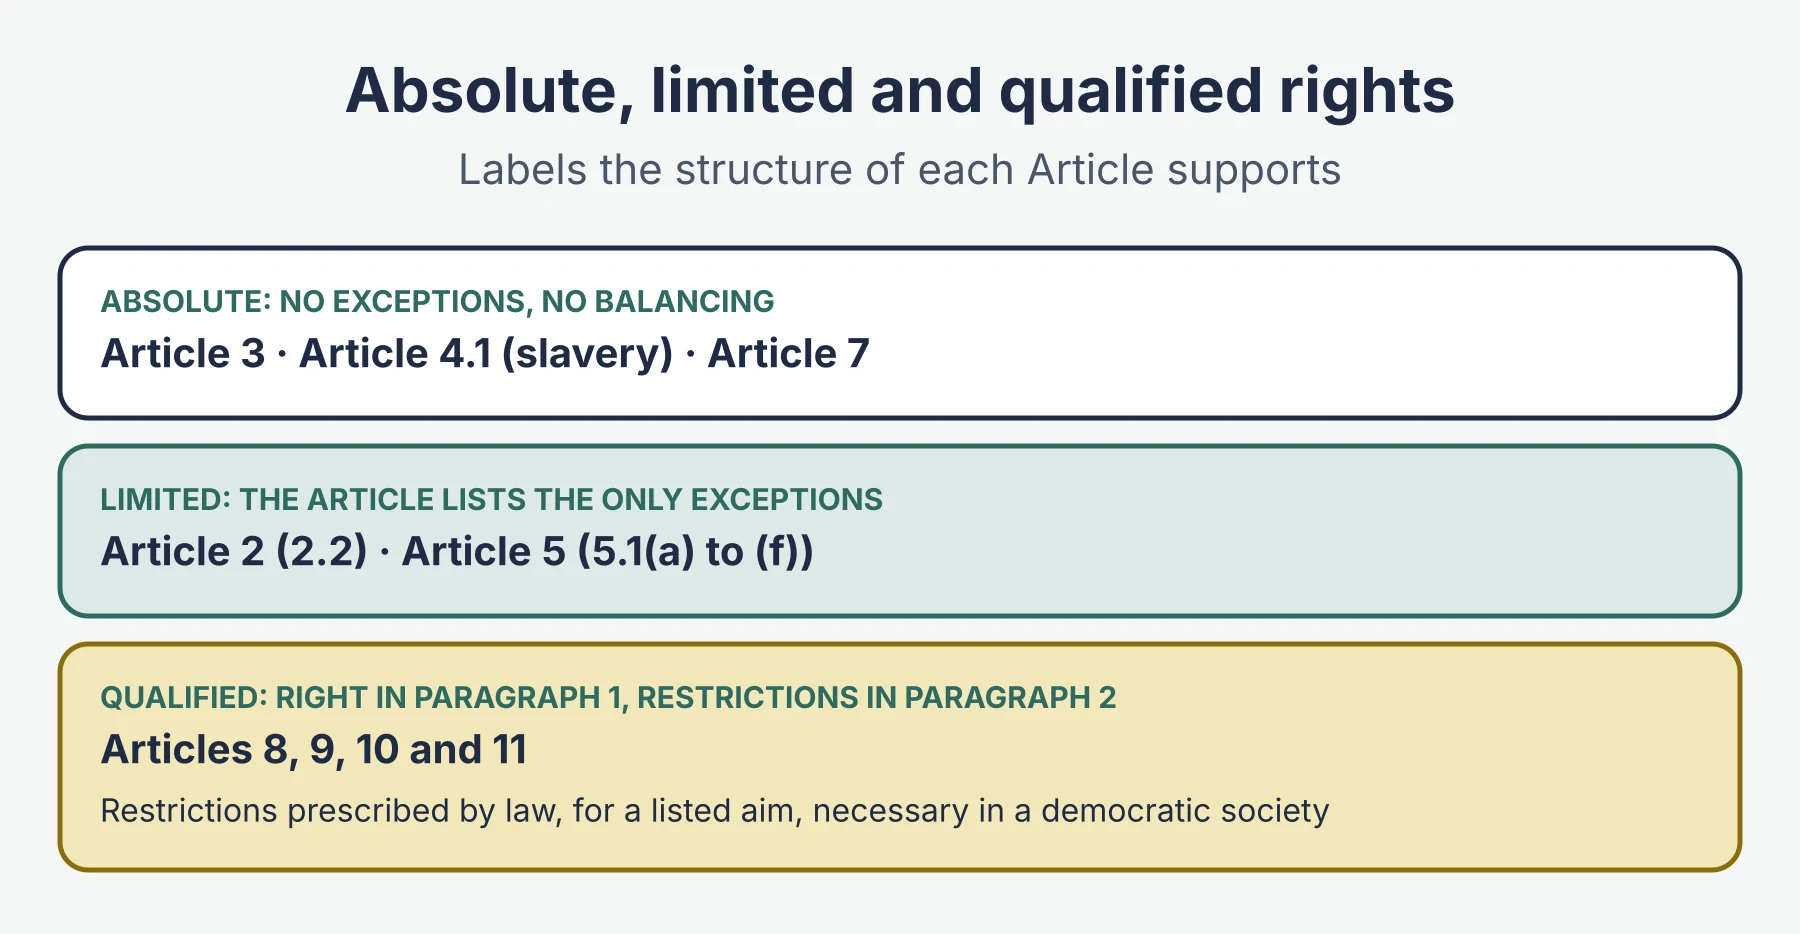 Absolute, limited and qualified rights
Labels the structure of each Article supports
ABSOLUTE: NO EXCEPTIONS, NO BALANCING
Article 3 · Article 4.1 (slavery) · Article 7
LIMITED: THE ARTICLE LISTS THE ONLY EXCEPTIONS
Article 2 (2.2) · Article 5 (5.1(a) to (f))
QUALIFIED: RIGHT IN PARAGRAPH 1, RESTRICTIONS IN PARAGRAPH 2
Articles 8, 9, 10 and 11
Restrictions prescribed by law, for a listed aim, necessary in a democratic society